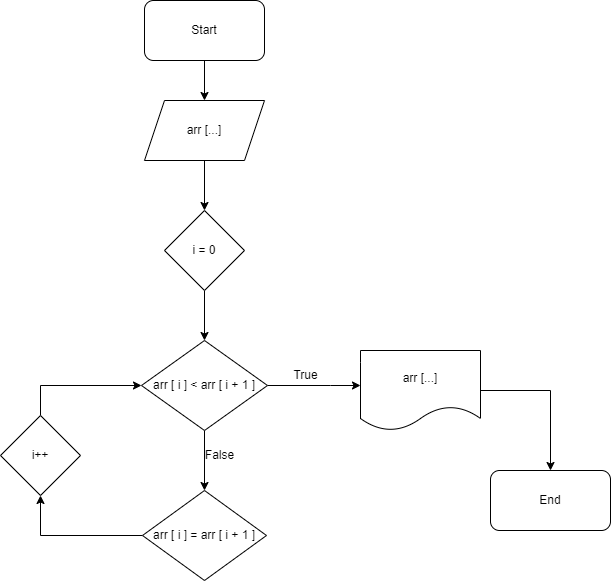 Start
arr [...]
i = 0
arr [ i ] < arr [ i + 1 ]
True
arr [...]
False
i++
arr [ i ] = arr [ i + 1 ]
End